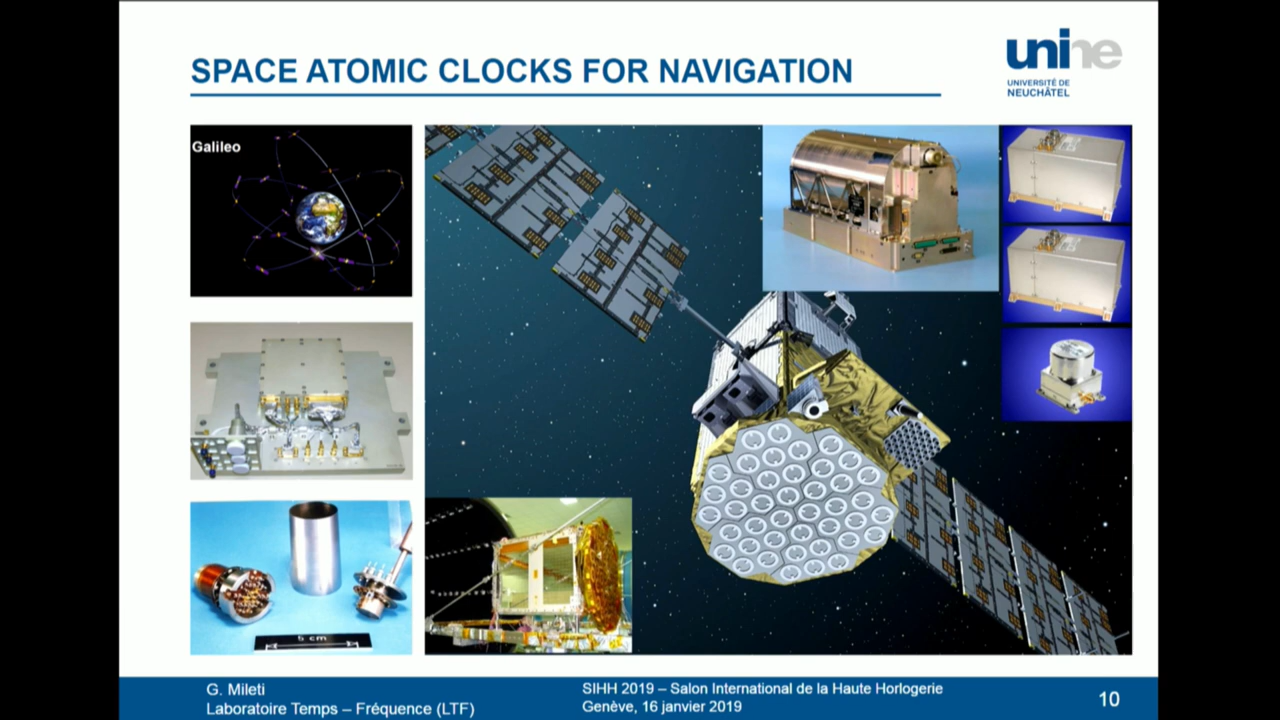 SPACE ATOMIC CLOCKS FOR NAVIGATION
unine
UNIVERSITÉ DE
NEUCHÂTEL
Galileo
5 cm
G. Mileti
Laboratoire Temps – Fréquence (LTF)
SIHH 2019 – Salon International de la Haute Horlogerie
Genève, 16 janvier 2019
10